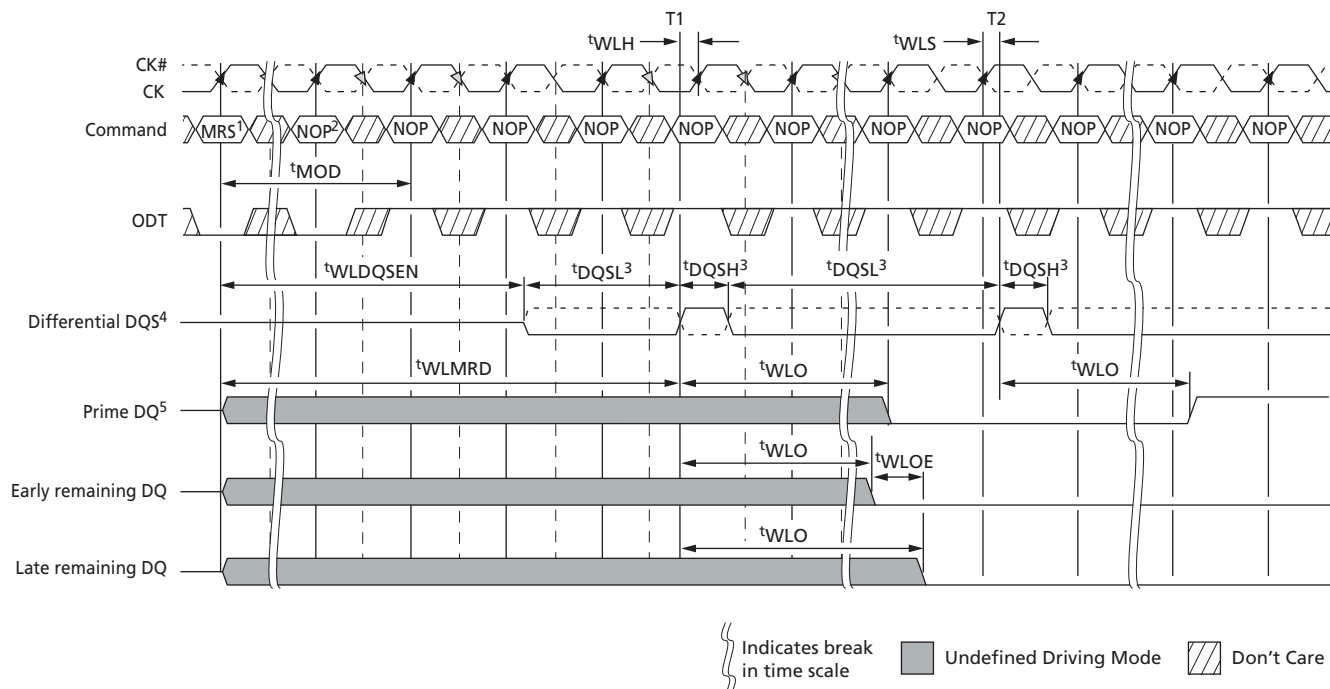 T1 T2
tWLH tWLS
CK#
CK
Command MRS1 NOP2 NOP NOP NOP NOP NOP NOP NOP NOP NOP NOP
tMOD
ODT
tWLDQSEN tDQSL3 tDQSH3 tDQSL3 tDQSH3
Differential DQS4
tWLMRD tWLO tWLO
Prime DQ5
tWLO tWLOE
Early remaining DQ
tWLO
Late remaining DQ
Indicates break
in time scale
Undefined Driving Mode
Don't Care